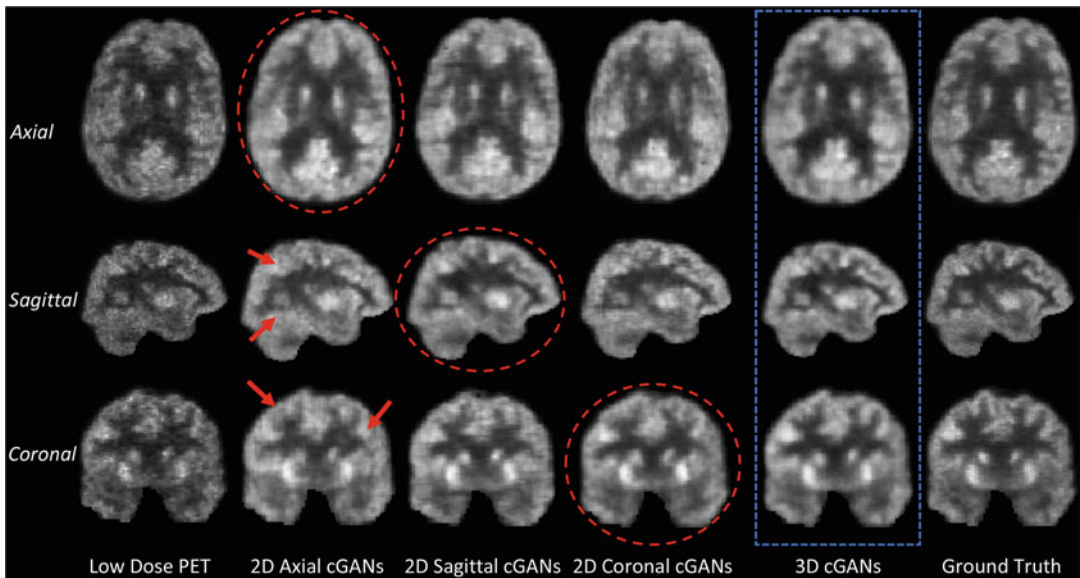 Axial
Sagittal
Coronal
Low Dose PET 2D Axial cGANs 2D Sagittal cGANs 2D Coronal cGANs 3D cGANs Ground Truth